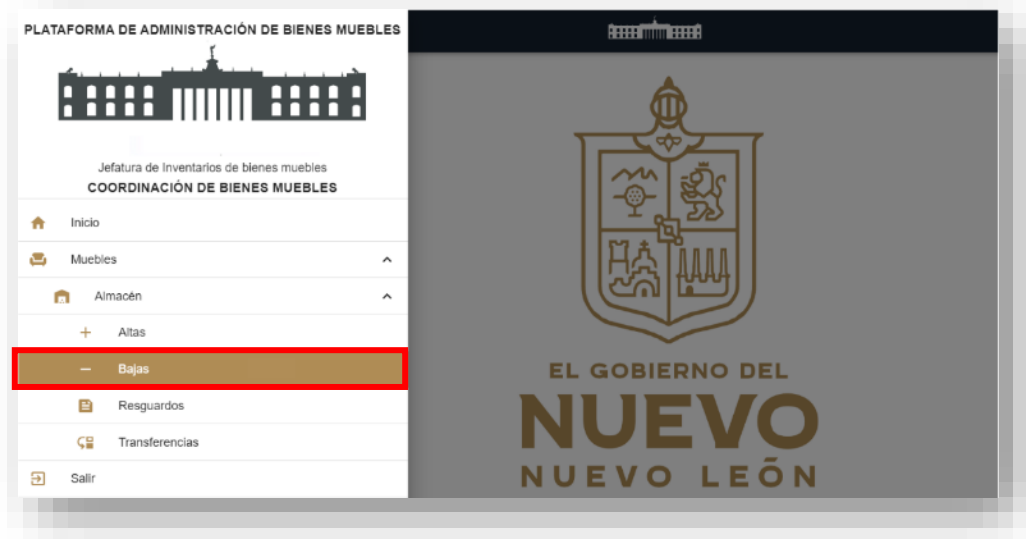 PLATAFORMA DE ADMINISTRACIÓN DE BIENES MUEBLES
Jefatura de Inventarios de bienes muebles
COORDINACIÓN DE BIENES MUEBLES
Inicio
Muebles
Almacén
Altas
Bajas
Resguardos
Transferencias
Salir
EL GOBIERNO DEL
NUEVO
NUEVO LEÓN